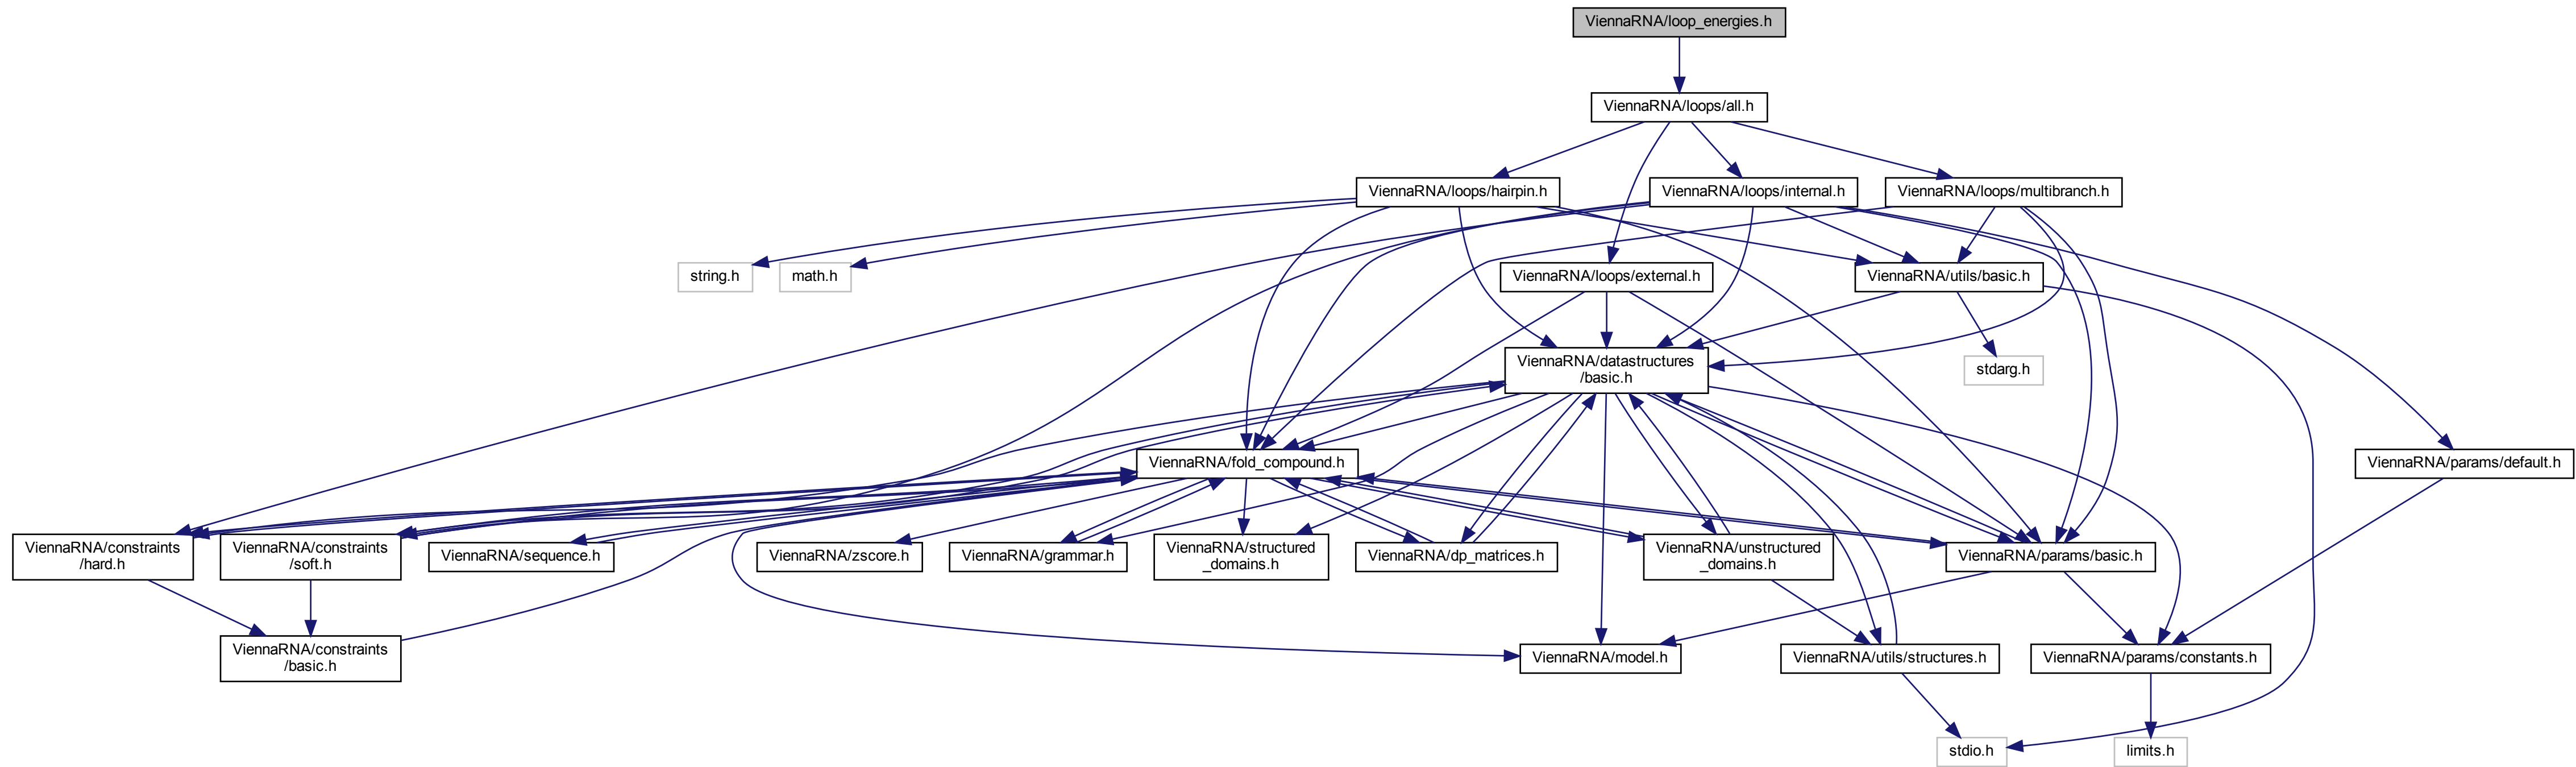 ViennaRNA/loop_energies.h
ViennaRNA/loops/all.h
ViennaRNA/loops/hairpin.h
ViennaRNA/loops/internal.h
ViennaRNA/loops/multibranch.h
string.h
math.h
ViennaRNA/loops/external.h
ViennaRNA/utils/basic.h
ViennaRNA/datastructures
/basic.h
stdarg.h
ViennaRNA/fold_compound.h
ViennaRNA/params/default.h
ViennaRNA/constraints
/hard.h
ViennaRNA/constraints
/soft.h
ViennaRNA/sequence.h
ViennaRNA/zscore.h
ViennaRNA/grammar.h
ViennaRNA/structured
_domains.h
ViennaRNA/dp_matrices.h
ViennaRNA/unstructured
_domains.h
ViennaRNA/params/basic.h
ViennaRNA/constraints
/basic.h
ViennaRNA/model.h
ViennaRNA/utils/structures.h
ViennaRNA/params/constants.h
stdio.h
limits.h